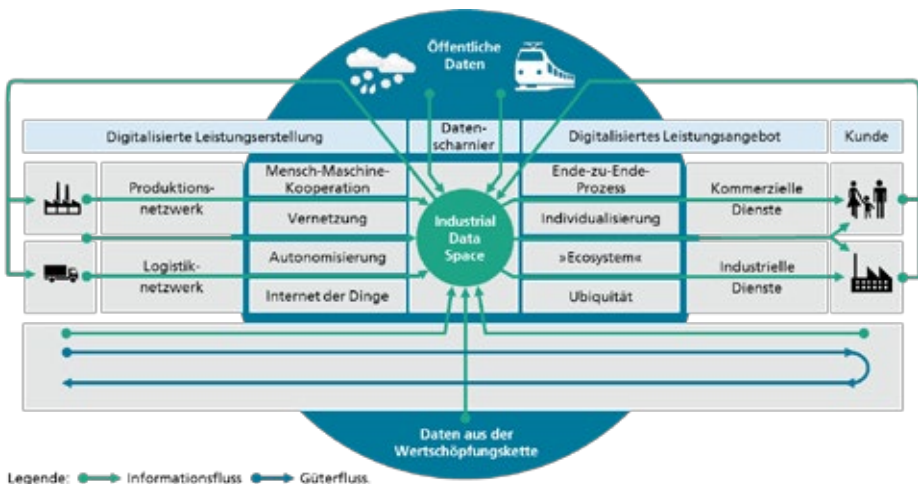 Öffentliche
Daten
Digitalisierte Leistungserstellung
Daten-
scharnier
Digitalisiertes Leistungsangebot
Kunde
Produktions-
netzwerk
Mensch-Maschine-
Kooperation
Vernetzung
Industrial
Data
Space
Ende-zu-Ende-
Prozess
Individualisierung
Kommerzielle
Dienste
Logistik-
netzwerk
Autonomisierung
Internet der Dinge
»Ecosystem«
Ubiquität
Industrielle
Dienste
Daten aus der
Wertschöpfungskette
Legende: Informationsfluss Güterfluss.